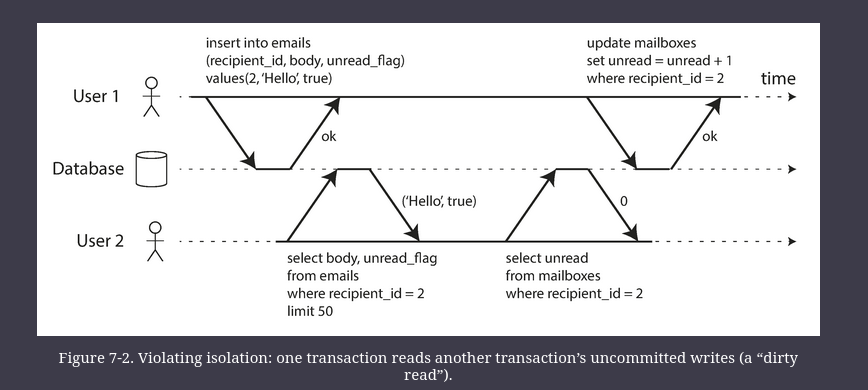 insert into emails
(recipient_id, body, unread_flag)
values(2, ‘Hello’, true)
update mailboxes
set unread = unread + 1
where recipient_id = 2
time
User 1
ok
ok
Database
(‘Hello’, true)
0
User 2
select body, unread_flag
from emails
where recipient_id = 2
limit 50
select unread
from mailboxes
where recipient_id = 2
Figure 7-2. Violating isolation: one transaction reads another transaction’s uncommitted writes (a “dirty
read”).